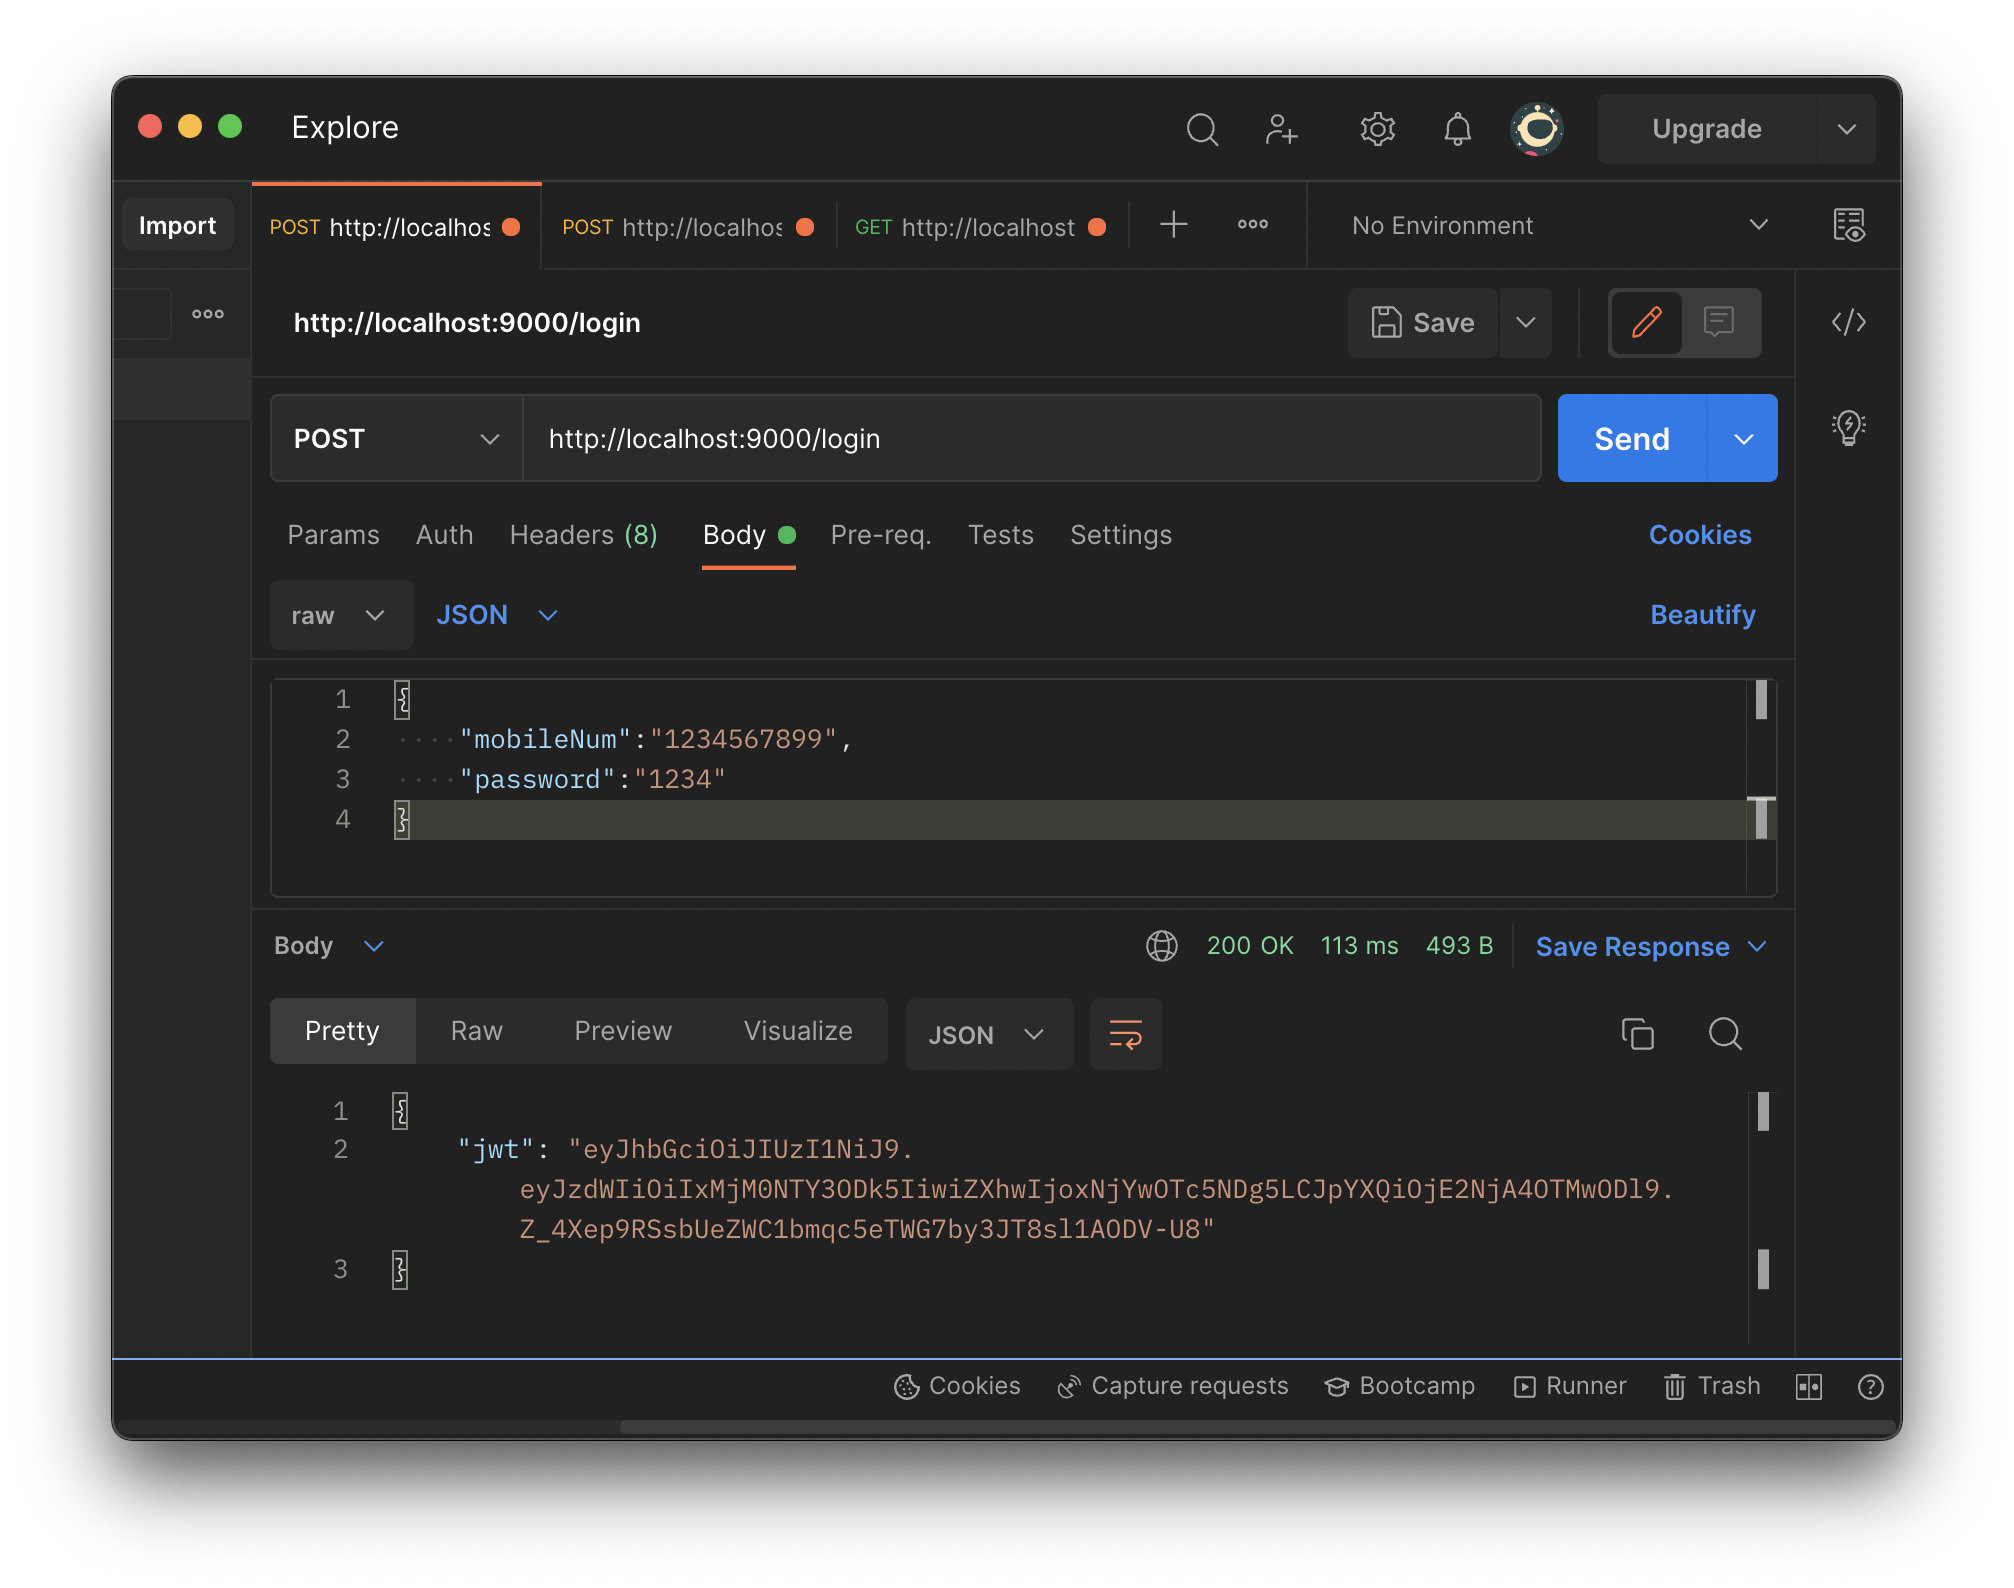 Explore
Upgrade
Import
POST http://localhos
POST http://localhos
GET http://localhost
No Environment
http://localhost:9000/login
Save
POST
http://localhost:9000/login
Send
Params Auth Headers (8) Body Pre-req. Tests Settings Cookies
raw JSON Beautify
1 {
2 "mobileNum":"1234567899",
3 "password":"1234"
4 }
Body 200 OK 113 ms 493 B Save Response
Pretty Raw Preview Visualize JSON
1 {
2 "jwt": "eyJhbGciOiJIUzI1NiJ9.
eyJzdWIiOiIxMjM0NTY3ODk5IiwiZXhwIjoxNjYwOTc5NDg5LCJpYXQiOjE2NjA4OTMwODl9.
Z_4Xep9RSsbUeZWC1bmqc5eTWG7by3JT8sl1AODV-U8"
3 }
Cookies Capture requests Bootcamp Runner Trash